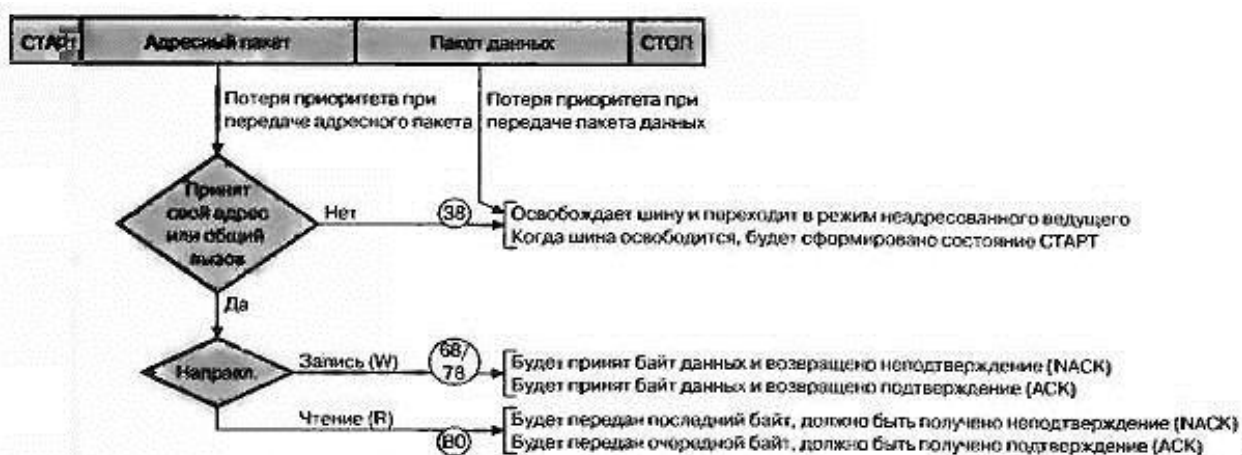 СТАРТ Адресный пакет Пакет данных СТОП
Потеря приоритета при
передаче адресного пакета
Потеря приоритета при
передаче пакета данных
Принят
свой адрес
или общий
вызов
Нет
38
Освобождает шину и переходит в режим неадресованного ведущего
Когда шина освободится, будет сформировано состояние СТАРТ
Да
Направл.
Запись (W)
68/
78
Будет принят байт данных и возвращено неподтверждение (NACK)
Будет принят байт данных и возвращено подтверждение (ACK)
Чтение (R)
B0
Будет передан последний байт, должно быть получено неподтверждение (NACK)
Будет передан очередной байт, должно быть получено подтверждение (ACK)